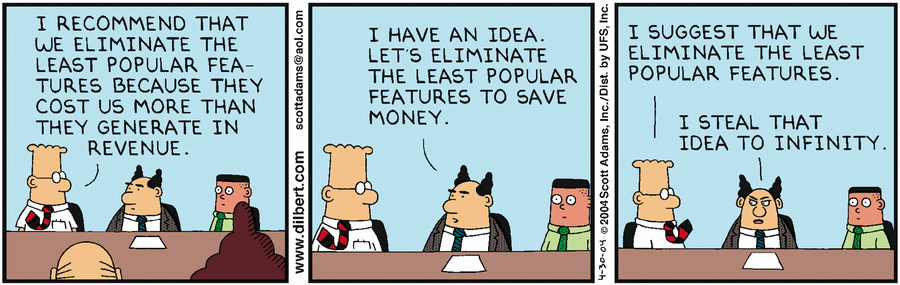 I RECOMMEND THAT
WE ELIMINATE THE
LEAST POPULAR FEA-
TURES BECAUSE THEY
COST US MORE THAN
THEY GENERATE IN
REVENUE.
www.dilbert.com scottadams@aol.com
I HAVE AN IDEA.
LET'S ELIMINATE
THE LEAST POPULAR
FEATURES TO SAVE
MONEY.
4-30-04 © 2004 Scott Adams, Inc./Dist. by UFS, Inc.
I SUGGEST THAT WE
ELIMINATE THE LEAST
POPULAR FEATURES.
I STEAL THAT
IDEA TO INFINITY.